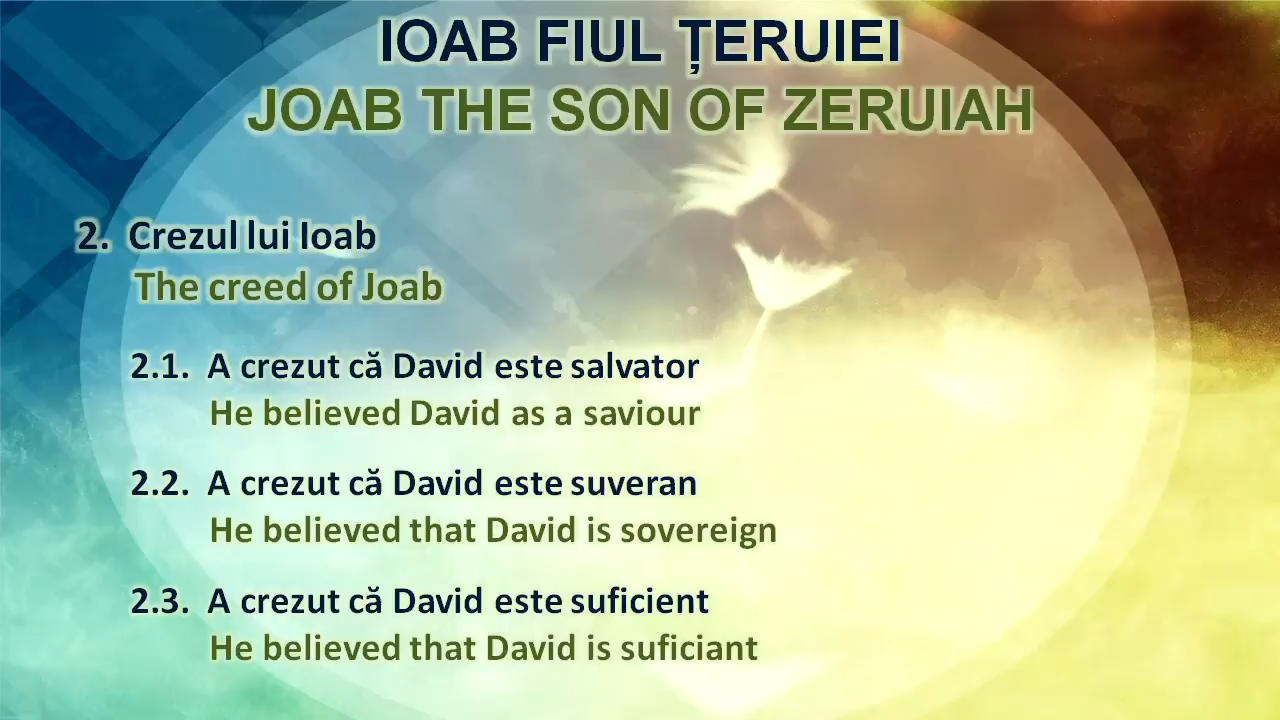 IOAB FIUL ȚERUIEI
JOAB THE SON OF ZERUIAH
2. Crezul lui Ioab
The creed of Joab
2.1. A crezut că David este salvator
He believed David as a saviour
2.2. A crezut că David este suveran
He believed that David is sovereign
2.3. A crezut că David este suficient
He believed that David is suficiant